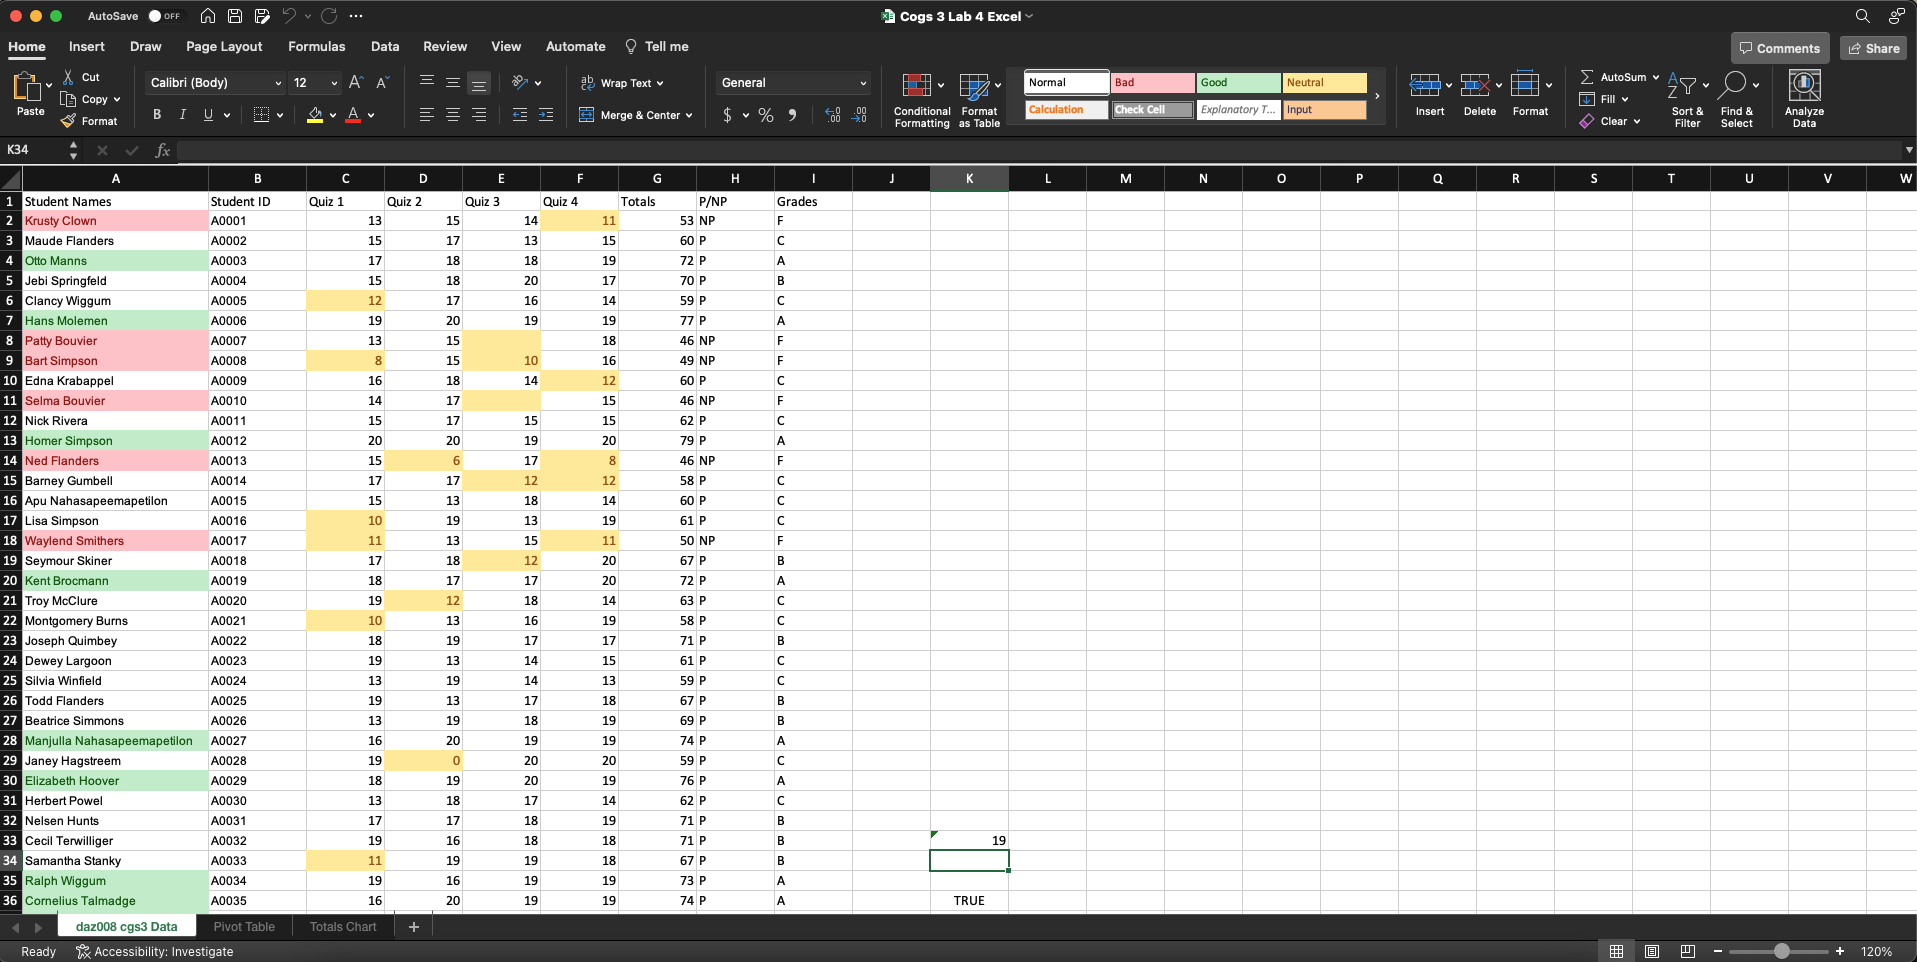 AutoSave OFF Cogs 3 Lab 4 Excel
Home Insert Draw Page Layout Formulas Data Review View Automate Tell me Comments Share
Paste Cut Copy Format Calibri (Body) 12 A A Wrap Text General Normal Bad Good Neutral AutoSum Fill Clear
B I U A Merge & Center $ % Conditional Formatting Format as Table Calculation Check Cell Explanatory T... Input Insert Delete Format Sort & Filter Find & Select Analyze Data
K34 fx
A B C D E F G H I J K L M N O P Q R S T U V W
1 Student Names Student ID Quiz 1 Quiz 2 Quiz 3 Quiz 4 Totals P/NP Grades
2 Krusty Clown A0001 13 15 14 11 53 NP F
3 Maude Flanders A0002 15 17 13 15 60 P C
4 Otto Manns A0003 17 18 18 19 72 P A
5 Jebi Springfeld A0004 15 18 20 17 70 P B
6 Clancy Wiggum A0005 12 17 16 14 59 P C
7 Hans Molemen A0006 19 20 19 19 77 P A
8 Patty Bouvier A0007 13 15 18 46 NP F
9 Bart Simpson A0008 8 15 10 16 49 NP F
10 Edna Krabappel A0009 16 18 14 12 60 P C
11 Selma Bouvier A0010 14 17 15 46 NP F
12 Nick Rivera A0011 15 17 15 15 62 P C
13 Homer Simpson A0012 20 20 19 20 79 P A
14 Ned Flanders A0013 15 6 17 8 46 NP F
15 Barney Gumbell A0014 17 17 12 12 58 P C
16 Apu Nahasapeemapetilon A0015 15 13 18 14 60 P C
17 Lisa Simpson A0016 10 19 13 19 61 P C
18 Waylend Smithers A0017 11 13 15 11 50 NP F
19 Seymour Skiner A0018 17 18 12 20 67 P B
20 Kent Brocmann A0019 18 17 17 20 72 P A
21 Troy McClure A0020 19 12 18 14 63 P C
22 Montgomery Burns A0021 10 13 16 19 58 P C
23 Joseph Quimbey A0022 18 19 17 17 71 P B
24 Dewey Largoon A0023 19 13 14 15 61 P C
25 Silvia Winfield A0024 13 19 14 13 59 P C
26 Todd Flanders A0025 19 13 17 18 67 P B
27 Beatrice Simmons A0026 13 19 18 19 69 P B
28 Manjulla Nahasapeemapetilon A0027 16 20 19 19 74 P A
29 Janey Hagstreem A0028 19 0 20 20 59 P C
30 Elizabeth Hoover A0029 18 19 20 19 76 P A
31 Herbert Powel A0030 13 18 17 14 62 P C
32 Nelsen Hunts A0031 17 17 18 19 71 P B
33 Cecil Terwilliger A0032 19 16 18 18 71 P B 19
34 Samantha Stanky A0033 11 19 19 18 67 P B
35 Ralph Wiggum A0034 19 16 19 19 73 P A
36 Cornelius Talmadge A0035 16 20 19 19 74 P A TRUE
daz008 cgs3 Data Pivot Table Totals Chart +
Ready Accessibility: Investigate 120%